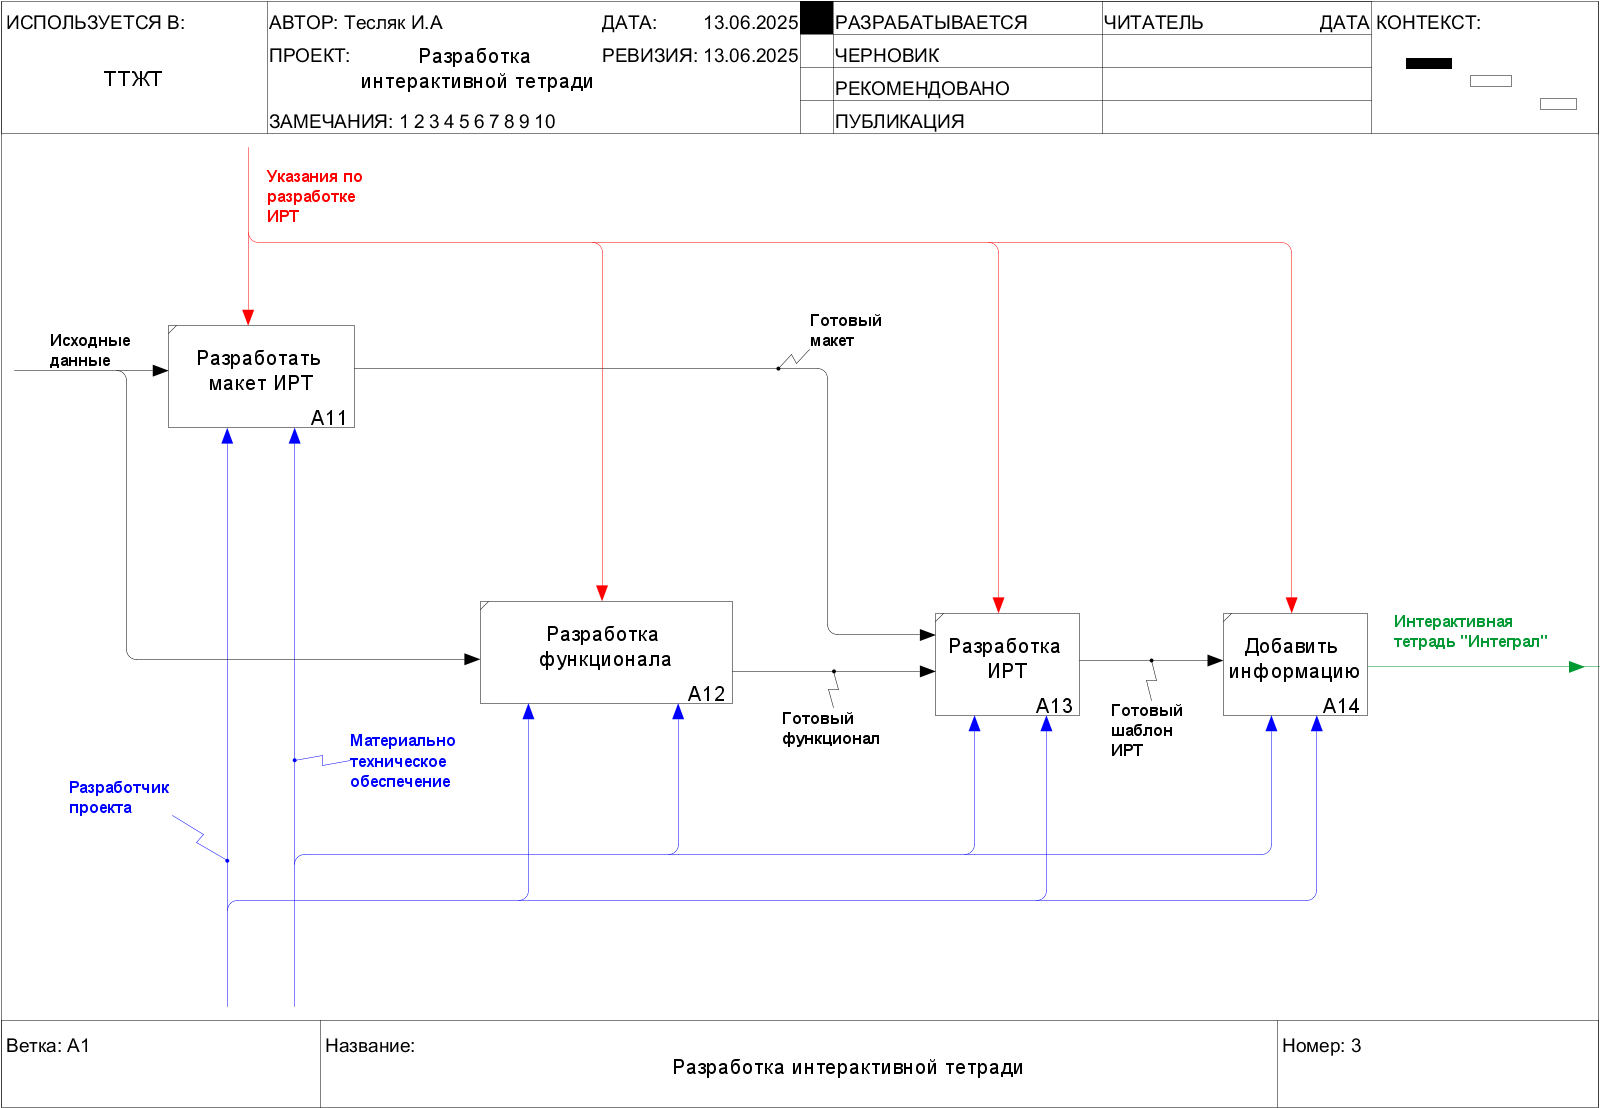 ИСПОЛЬЗУЕТСЯ В:
ТТЖТ
АВТОР: Тесляк И.А
ДАТА: 13.06.2025
ПРОЕКТ: Разработка
интерактивной тетради
РЕВИЗИЯ: 13.06.2025
ЗАМЕЧАНИЯ: 1 2 3 4 5 6 7 8 9 10
РАЗРАБАТЫВАЕТСЯ
ЧЕРНОВИК
РЕКОМЕНДОВАНО
ПУБЛИКАЦИЯ
ЧИТАТЕЛЬ
ДАТА
КОНТЕКСТ:
Указания по
разработке
ИРТ
Исходные
данные
Разработать
макет ИРТ
A11
Готовый
макет
Разработка
функционала
A12
Готовый
функционал
Разработка
ИРТ
A13
Готовый
шаблон
ИРТ
Добавить
информацию
A14
Интерактивная
тетрадь "Интеграл"
Материально
техническое
обеспечение
Разработчик
проекта
Ветка: A1
Название:
Разработка интерактивной тетради
Номер: 3